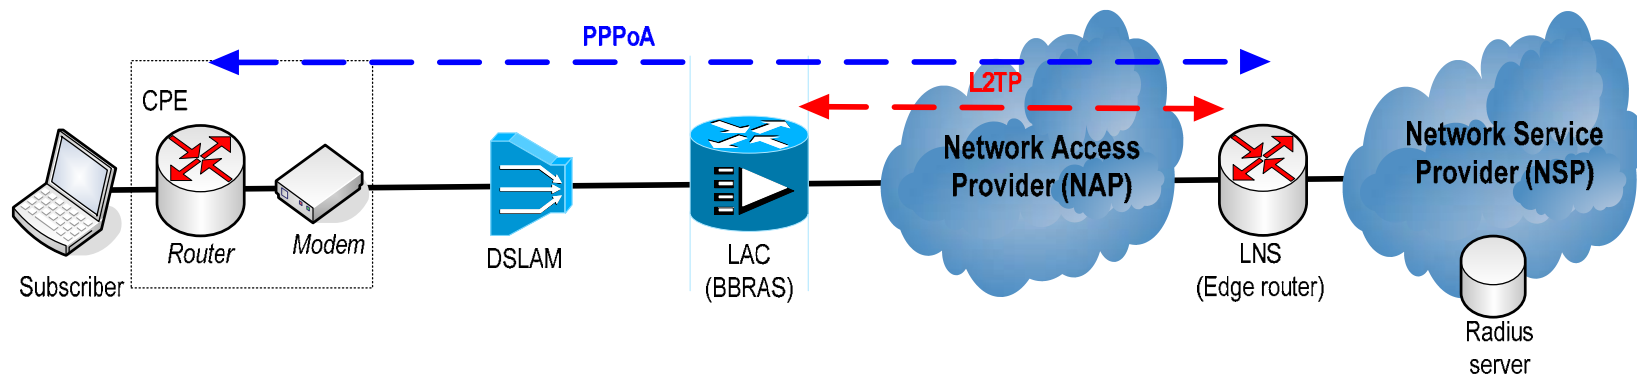 PPPoA
L2TP
CPE
Network Access
Provider (NAP)
Network Service
Provider (NSP)
Router
Modem
Subscriber
DSLAM
LAC
(BBRAS)
LNS
(Edge router)
Radius
server